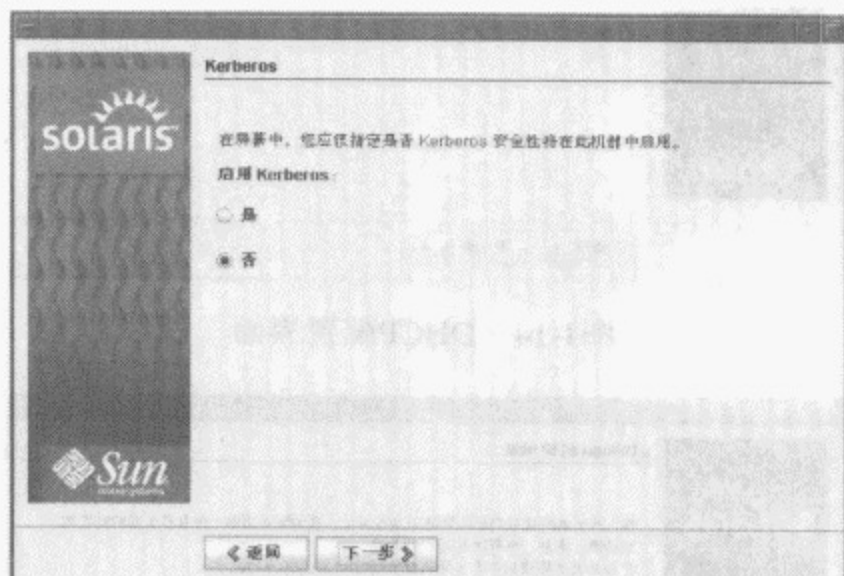 Kerberos
solaris
在屏幕中，您应该指定是否 Kerberos 安全性将在此机器中启用。
启用 Kerberos：
是
否
Sun
microsystems
《 返回
下一步 》